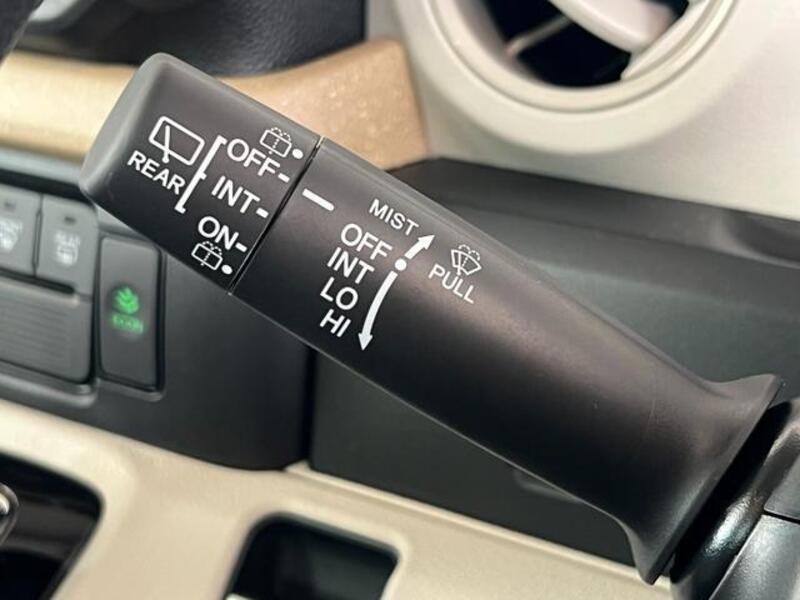 REAR
OFF
INT
ON
MIST
OFF
INT
LO
HI
PULL